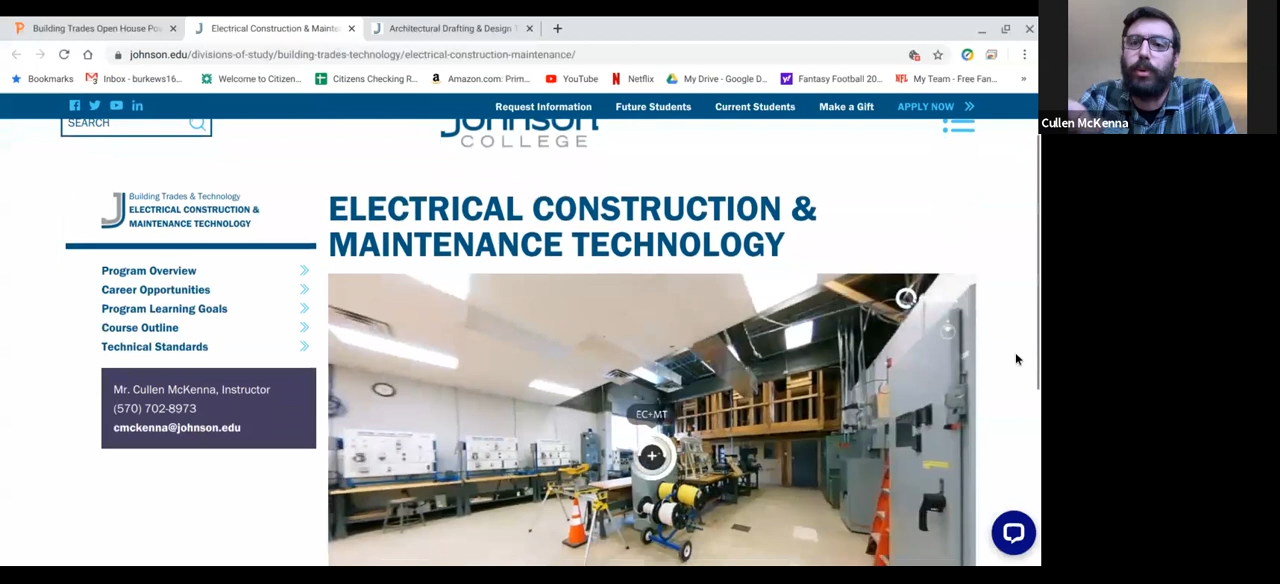 Building Trades Open House Po
Electrical Construction & Mainte
Architectural Drafting & Design
johnson.edu/divisions-of-study/building-trades-technology/electrical-construction-maintenance/
Bookmarks
Inbox - burkews16...
Welcome to Citizen...
Citizens Checking R...
Amazon.com: Prim...
YouTube
Netflix
My Drive - Google D...
Fantasy Football 20...
My Team - Free Fan...
Request Information
Future Students
Current Students
Make a Gift
APPLY NOW
Cullen McKenna
SEARCH
Johnson
COLLEGE
Building Trades & Technology
ELECTRICAL CONSTRUCTION &
MAINTENANCE TECHNOLOGY
Program Overview
Career Opportunities
Program Learning Goals
Course Outline
Technical Standards
Mr. Cullen McKenna, Instructor
(570) 702-8973
cmckenna@johnson.edu
ELECTRICAL CONSTRUCTION &
MAINTENANCE TECHNOLOGY
EC+MT